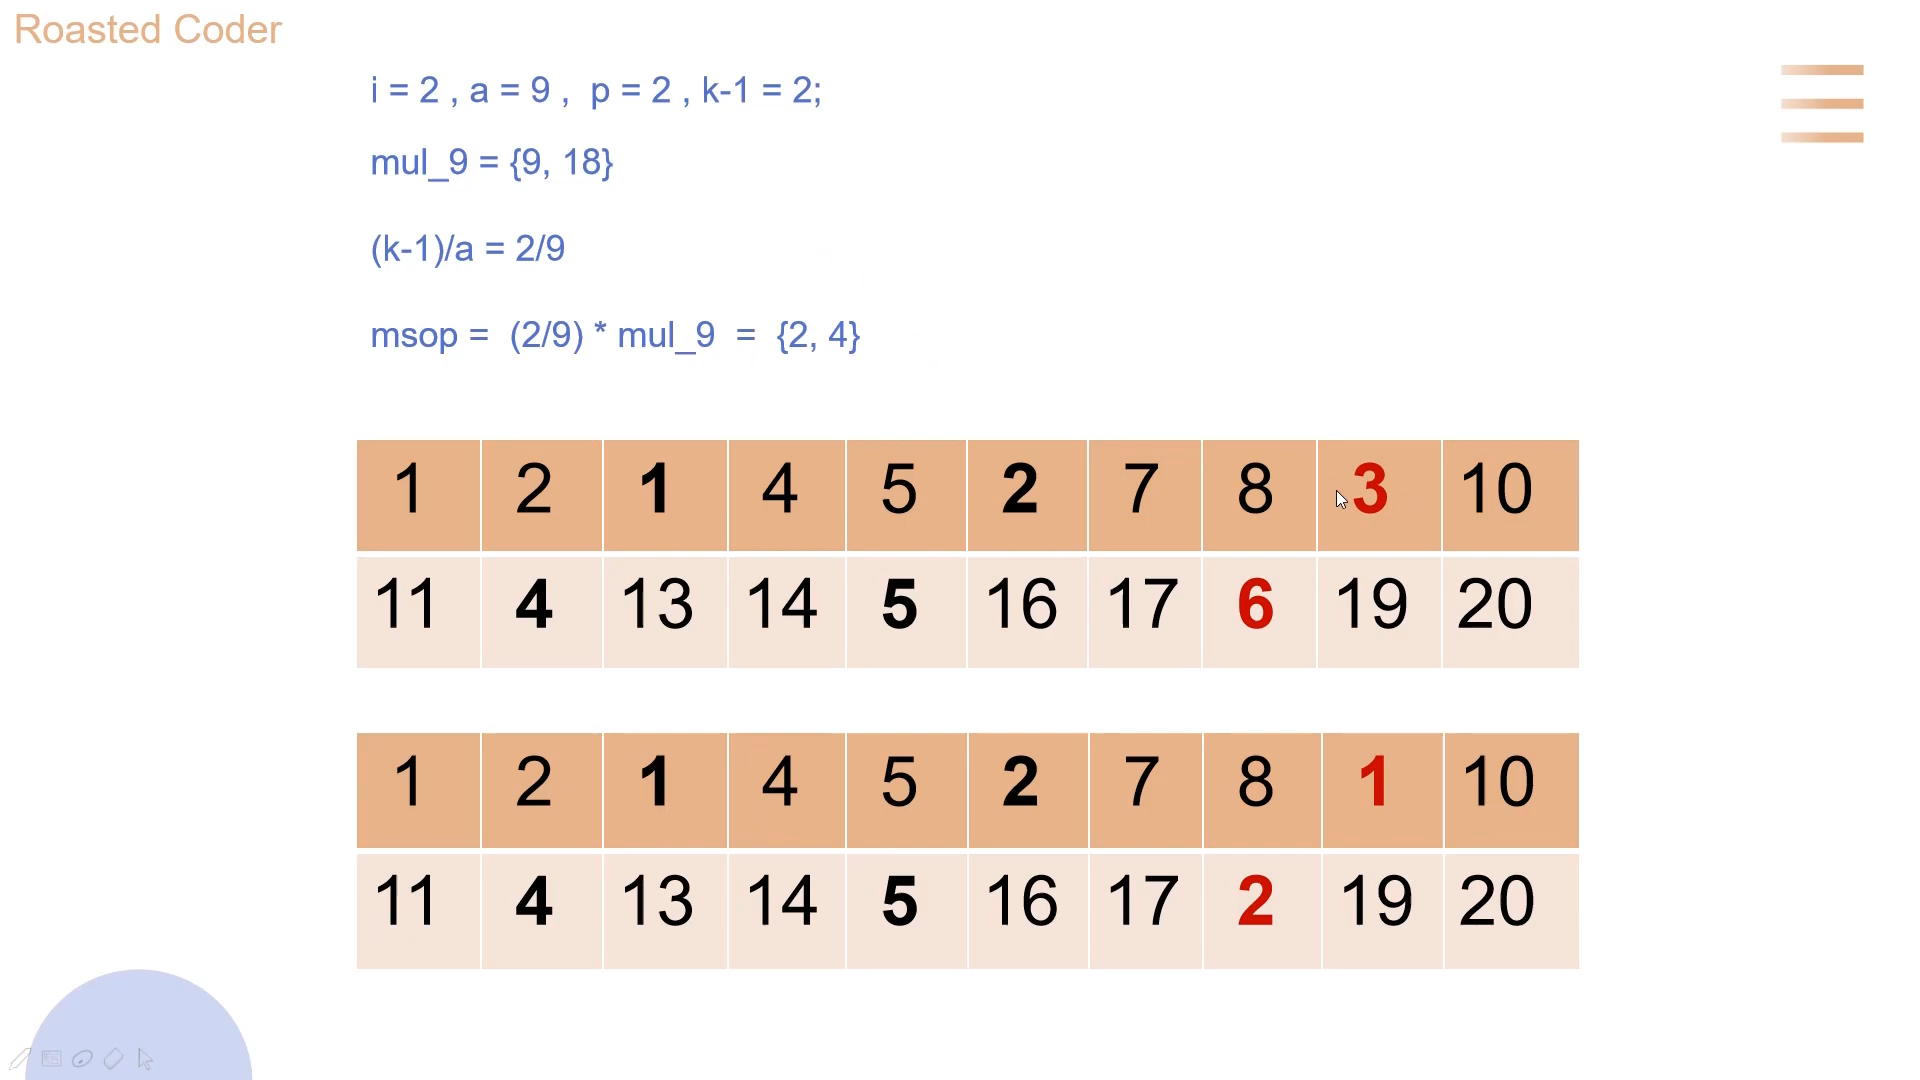 Roasted Coder
i = 2 , a = 9 ,  p = 2 , k-1 = 2;
mul_9 = {9, 18}
(k-1)/a = 2/9
msop =  (2/9) * mul_9  =  {2, 4}
1 2 1 4 5 2 7 8 3 10
11 4 13 14 5 16 17 6 19 20
1 2 1 4 5 2 7 8 1 10
11 4 13 14 5 16 17 2 19 20